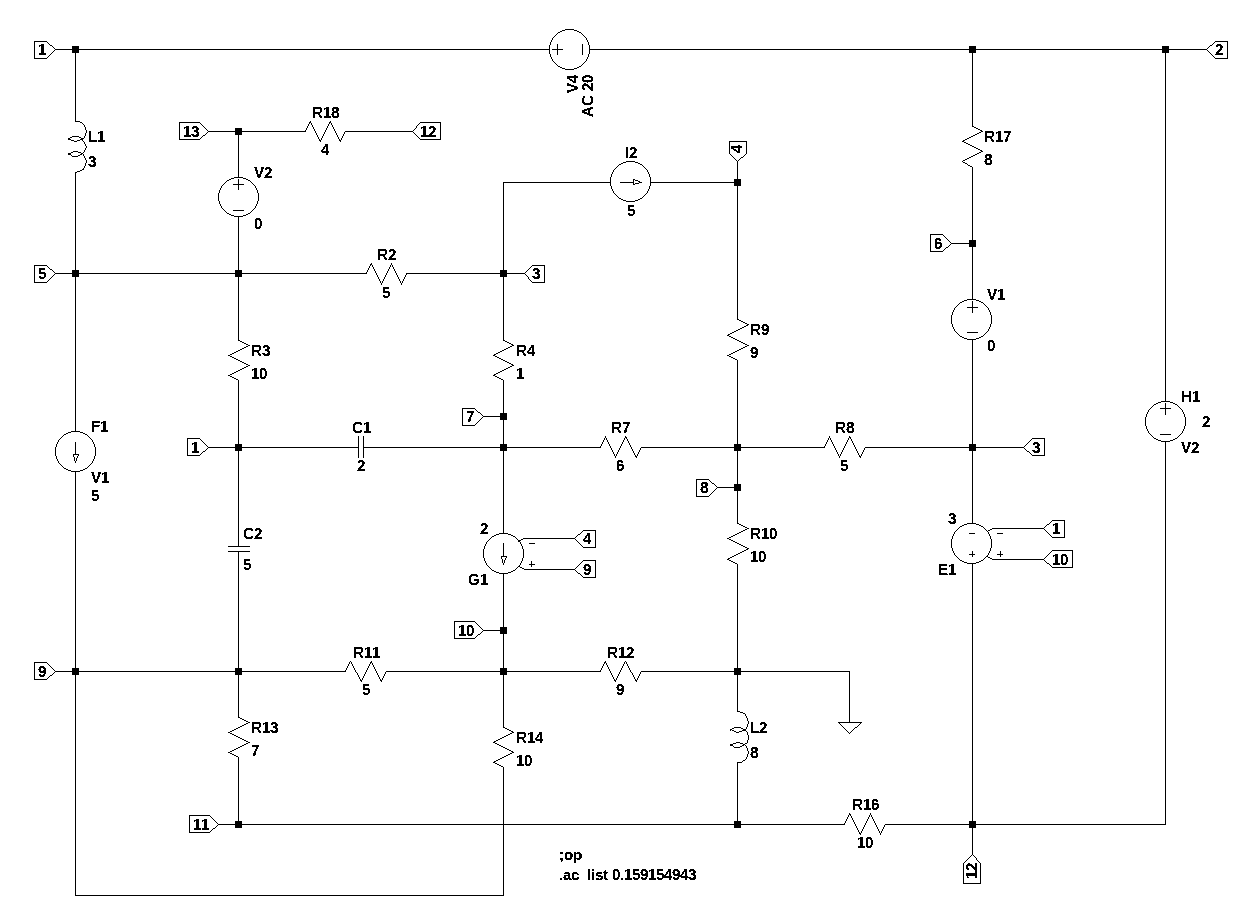 1
V4
AC 20
2
L1
3
13
R18
4
12
V2
0
I2
5
4
R17
8
6
5
R2
5
3
V1
0
R3
10
R4
1
R9
9
7
H1
2
V2
F1
V1
5
1
C1
2
R7
6
R8
5
3
8
C2
5
2
G1
4
9
R10
10
3
E1
1
10
10
9
R11
5
R12
9
R13
7
R14
10
L2
8
11
R16
10
12
;op
.ac list 0.159154943